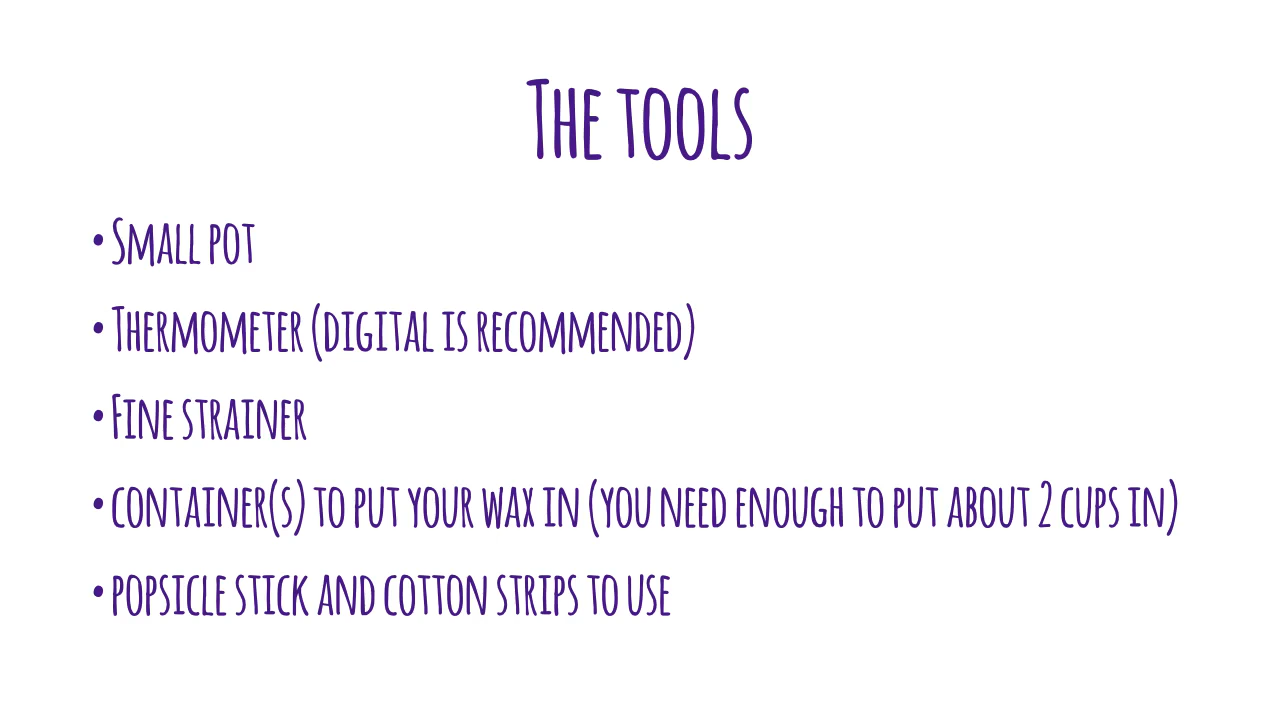 The tools
• Small pot
• Thermometer (digital is recommended)
• Fine strainer
• container(s) to put your wax in (you need enough to put about 2 cups in)
• popsicle stick and cotton strips to use